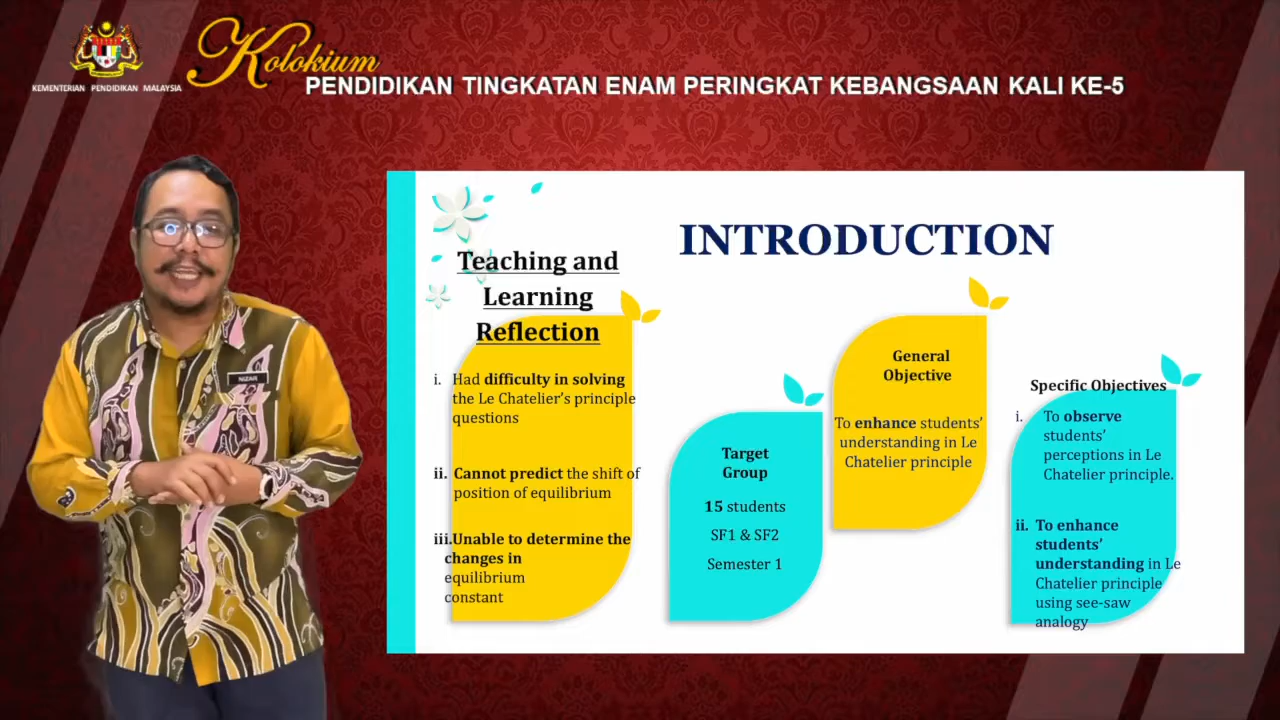 KEMENTERIAN PENDIDIKAN MALAYSIA
Kolokium
PENDIDIKAN TINGKATAN ENAM PERINGKAT KEBANGSAAN KALI KE-5
NIZAR
INTRODUCTION
Teaching and
Learning
Reflection
i. Had difficulty in solving
the Le Chatelier's principle
questions
ii. Cannot predict the shift of
position of equilibrium
iii.Unable to determine the
changes in
equilibrium
constant
Target
Group
15 students
SF1 & SF2
Semester 1
General
Objective
To enhance students'
understanding in Le
Chatelier principle
Specific Objectives
i. To observe
students'
perceptions in Le
Chatelier principle.
ii. To enhance
students'
understanding in Le
Chatelier principle
using see-saw
analogy